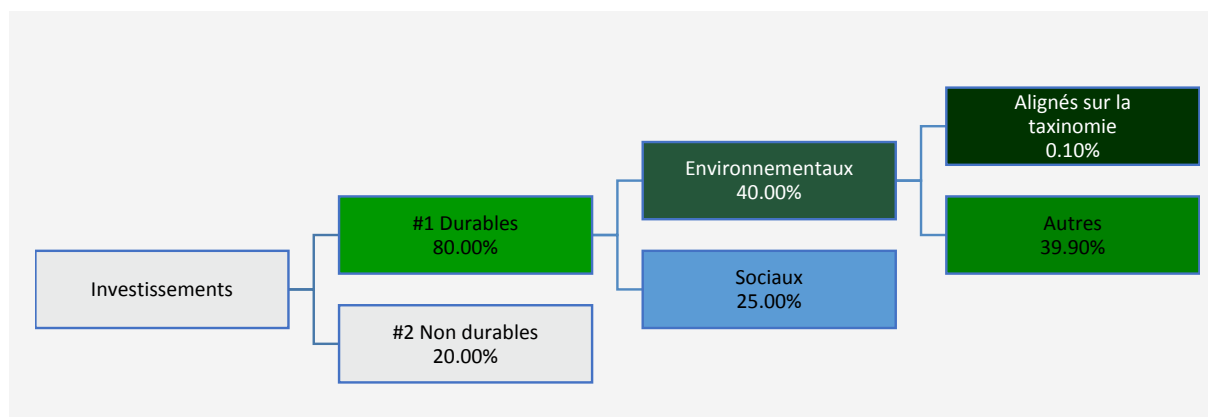 Investissements
#1 Durables
80.00%
#2 Non durables
20.00%
Environnementaux
40.00%
Sociaux
25.00%
Alignés sur la
taxinomie
0.10%
Autres
39.90%